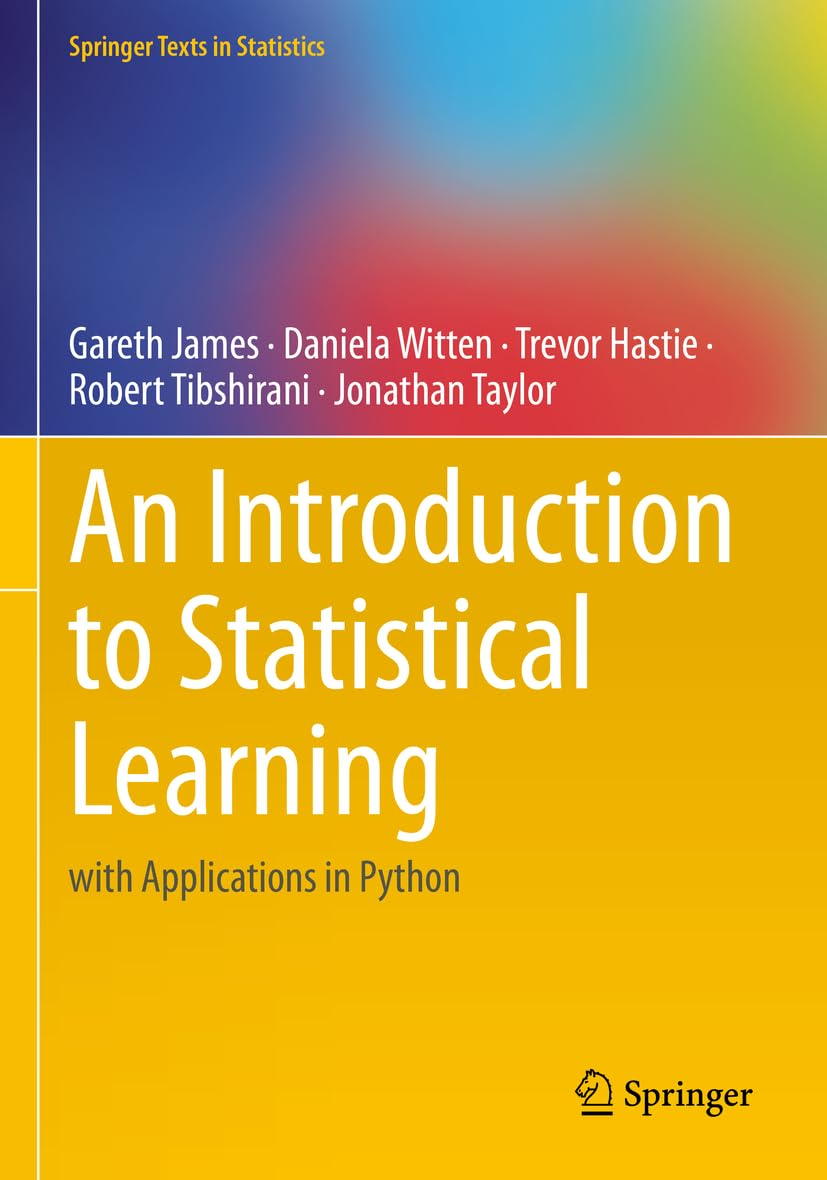 Springer Texts in Statistics
Gareth James · Daniela Witten · Trevor Hastie ·
Robert Tibshirani · Jonathan Taylor
An Introduction
to Statistical
Learning
with Applications in Python
Springer